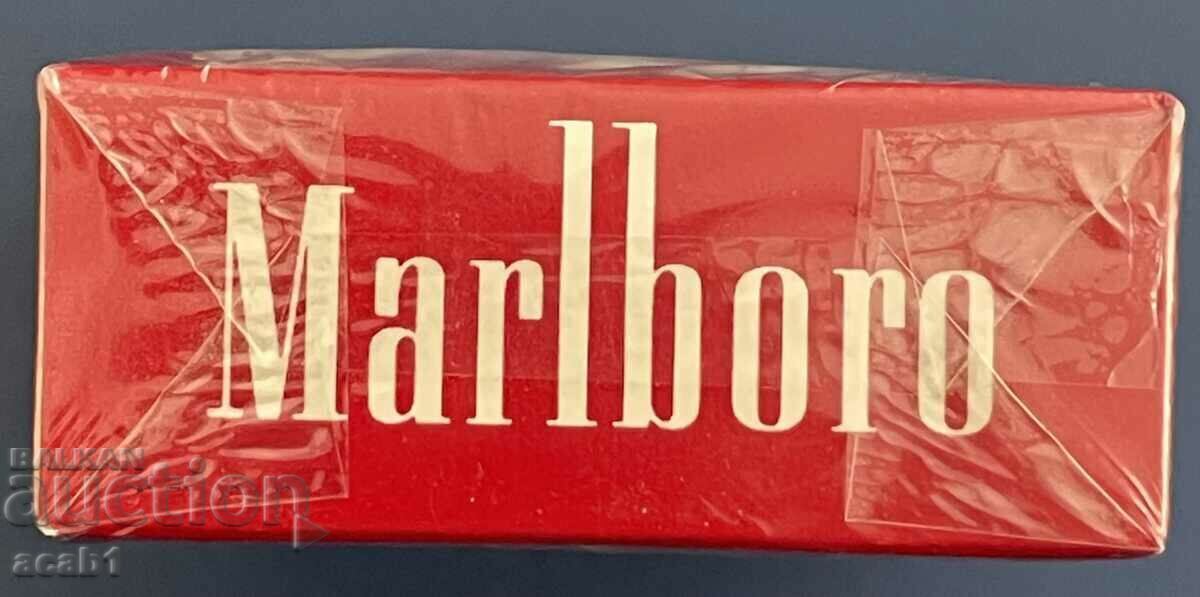 Marlboro
BALKAN
auction
acab1